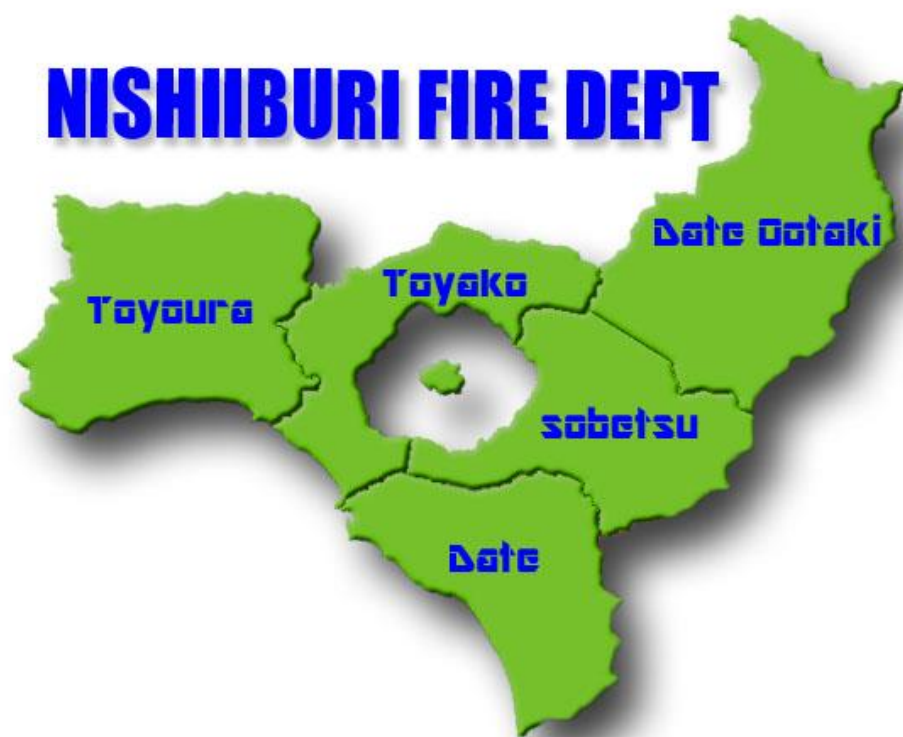 NISHIIBURI FIRE DEPT
Date Ootaki
Toyako
Toyoura
sobetsu
Date